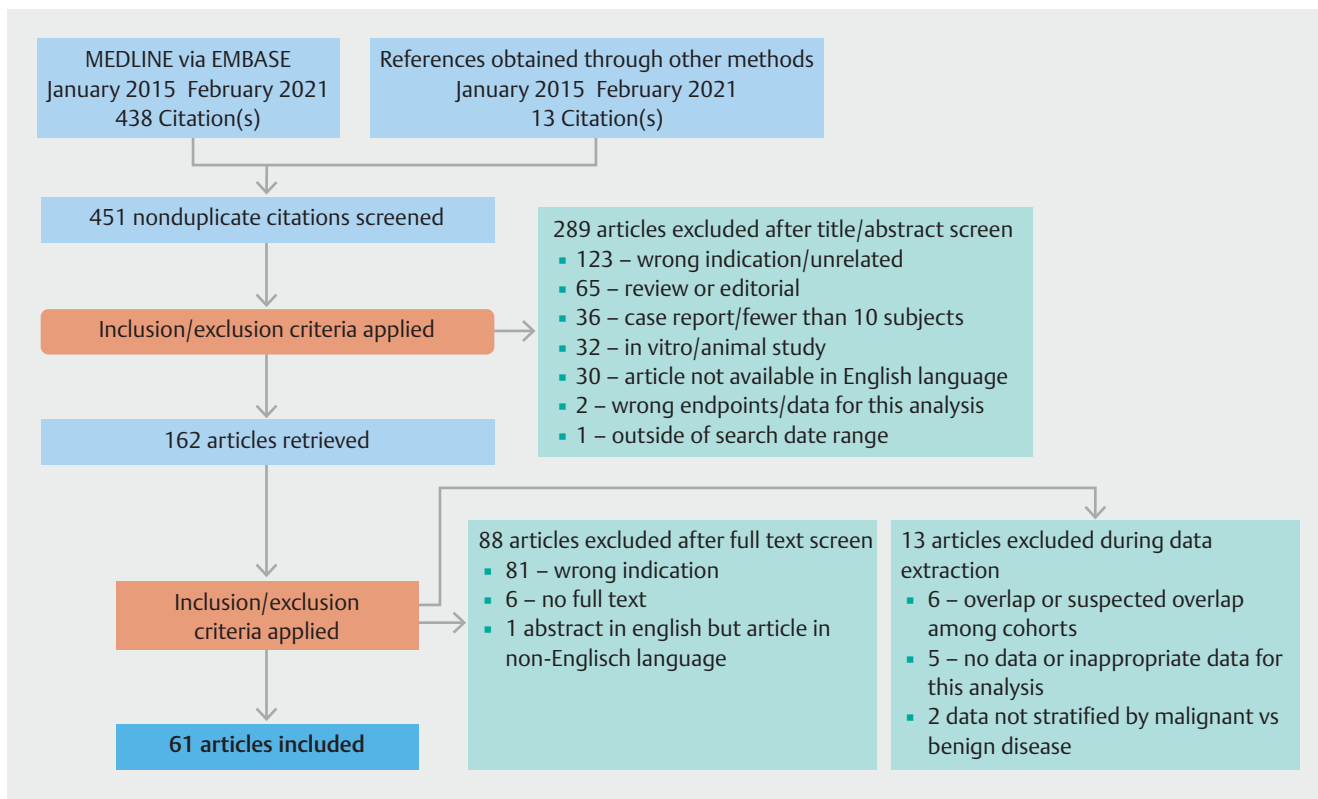 MEDLINE via EMBASE
January 2015 February 2021
438 Citation(s)
References obtained through other methods
January 2015 February 2021
13 Citation(s)
451 nonduplicate citations screened
289 articles excluded after title/abstract screen
▪ 123 – wrong indication/unrelated
▪ 65 – review or editorial
▪ 36 – case report/fewer than 10 subjects
▪ 32 – in vitro/animal study
▪ 30 – article not available in English language
▪ 2 – wrong endpoints/data for this analysis
▪ 1 – outside of search date range
Inclusion/exclusion criteria applied
162 articles retrieved
88 articles excluded after full text screen
▪ 81 – wrong indication
▪ 6 – no full text
▪ 1 abstract in english but article in
non-Englisch language
13 articles excluded during data
extraction
▪ 6 – overlap or suspected overlap
among cohorts
▪ 5 – no data or inappropriate data for
this analysis
▪ 2 data not stratified by malignant vs
benign disease
Inclusion/exclusion
criteria applied
61 articles included